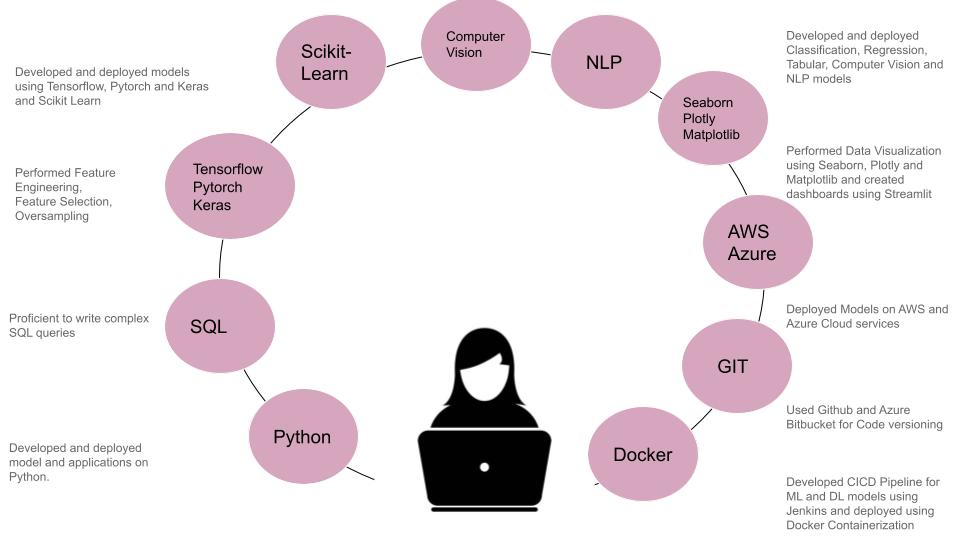 Developed and deployed models
using Tensorflow, Pytorch and Keras
and Scikit Learn
Performed Feature
Engineering,
Feature Selection,
Oversampling
Proficient to write complex
SQL queries
Developed and deployed
model and applications on
Python.
Scikit-
Learn
Computer
Vision
NLP
Seaborn
Plotly
Matplotlib
Tensorflow
Pytorch
Keras
AWS
Azure
SQL
GIT
Python
Docker
Developed and deployed
Classification, Regression,
Tabular, Computer Vision and
NLP models
Performed Data Visualization
using Seaborn, Plotly and
Matplotlib and created
dashboards using Streamlit
Deployed Models on AWS and
Azure Cloud services
Used Github and Azure
Bitbucket for Code versioning
Developed CICD Pipeline for
ML and DL models using
Jenkins and deployed using
Docker Containerization